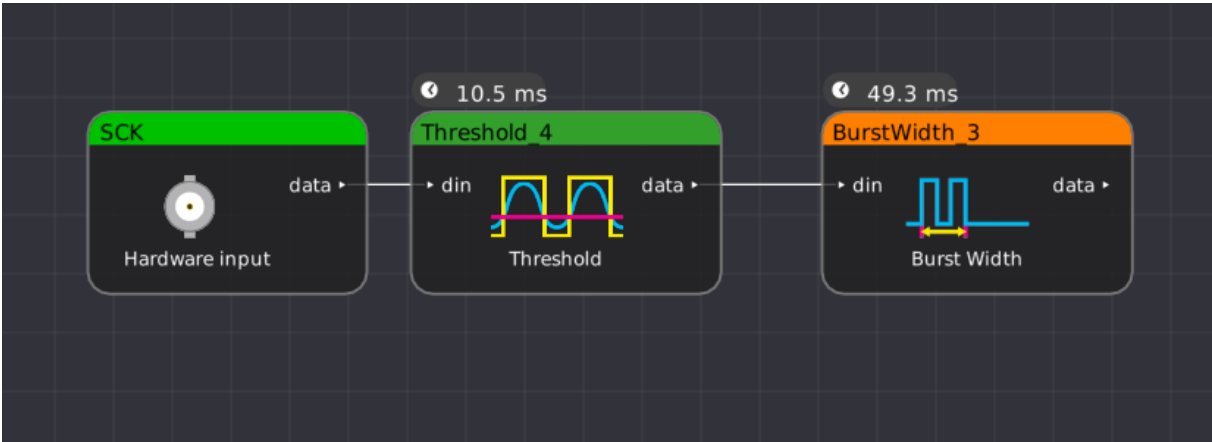 10.5 ms
49.3 ms
SCK
Threshold_4
BurstWidth_3
data
din
data
din
data
Hardware input
Threshold
Burst Width